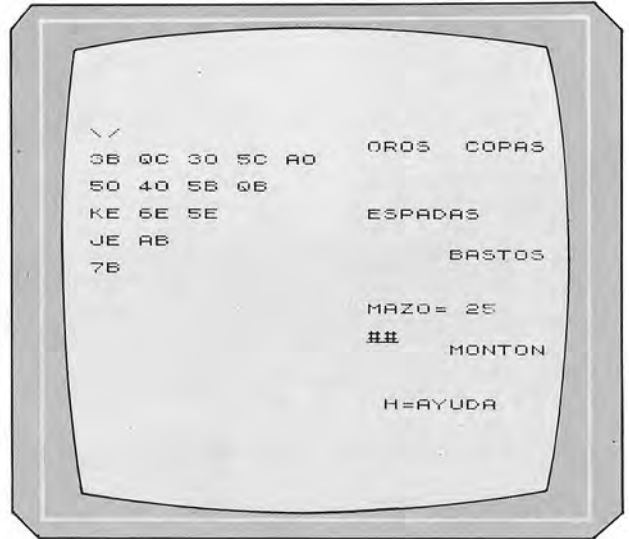 \/
3B QC 3O 5C AO
5O 4O 5B QB
KE 6E 5E
JE AB
7B
OROS COPAS
ESPADAS
BASTOS
MAZO= 25
##
MONTON
H=AYUDA